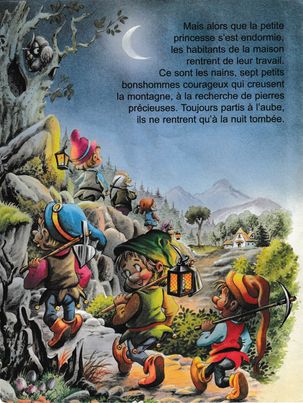 Mais alors que la petite
princesse s'est endormie,
les habitants de la maison
rentrent de leur travail.
Ce sont les nains, sept petits
bonshommes courageux qui creusent
la montagne, à la recherche de pierres
précieuses. Toujours partis à l'aube,
ils ne rentrent qu'à la nuit tombée.